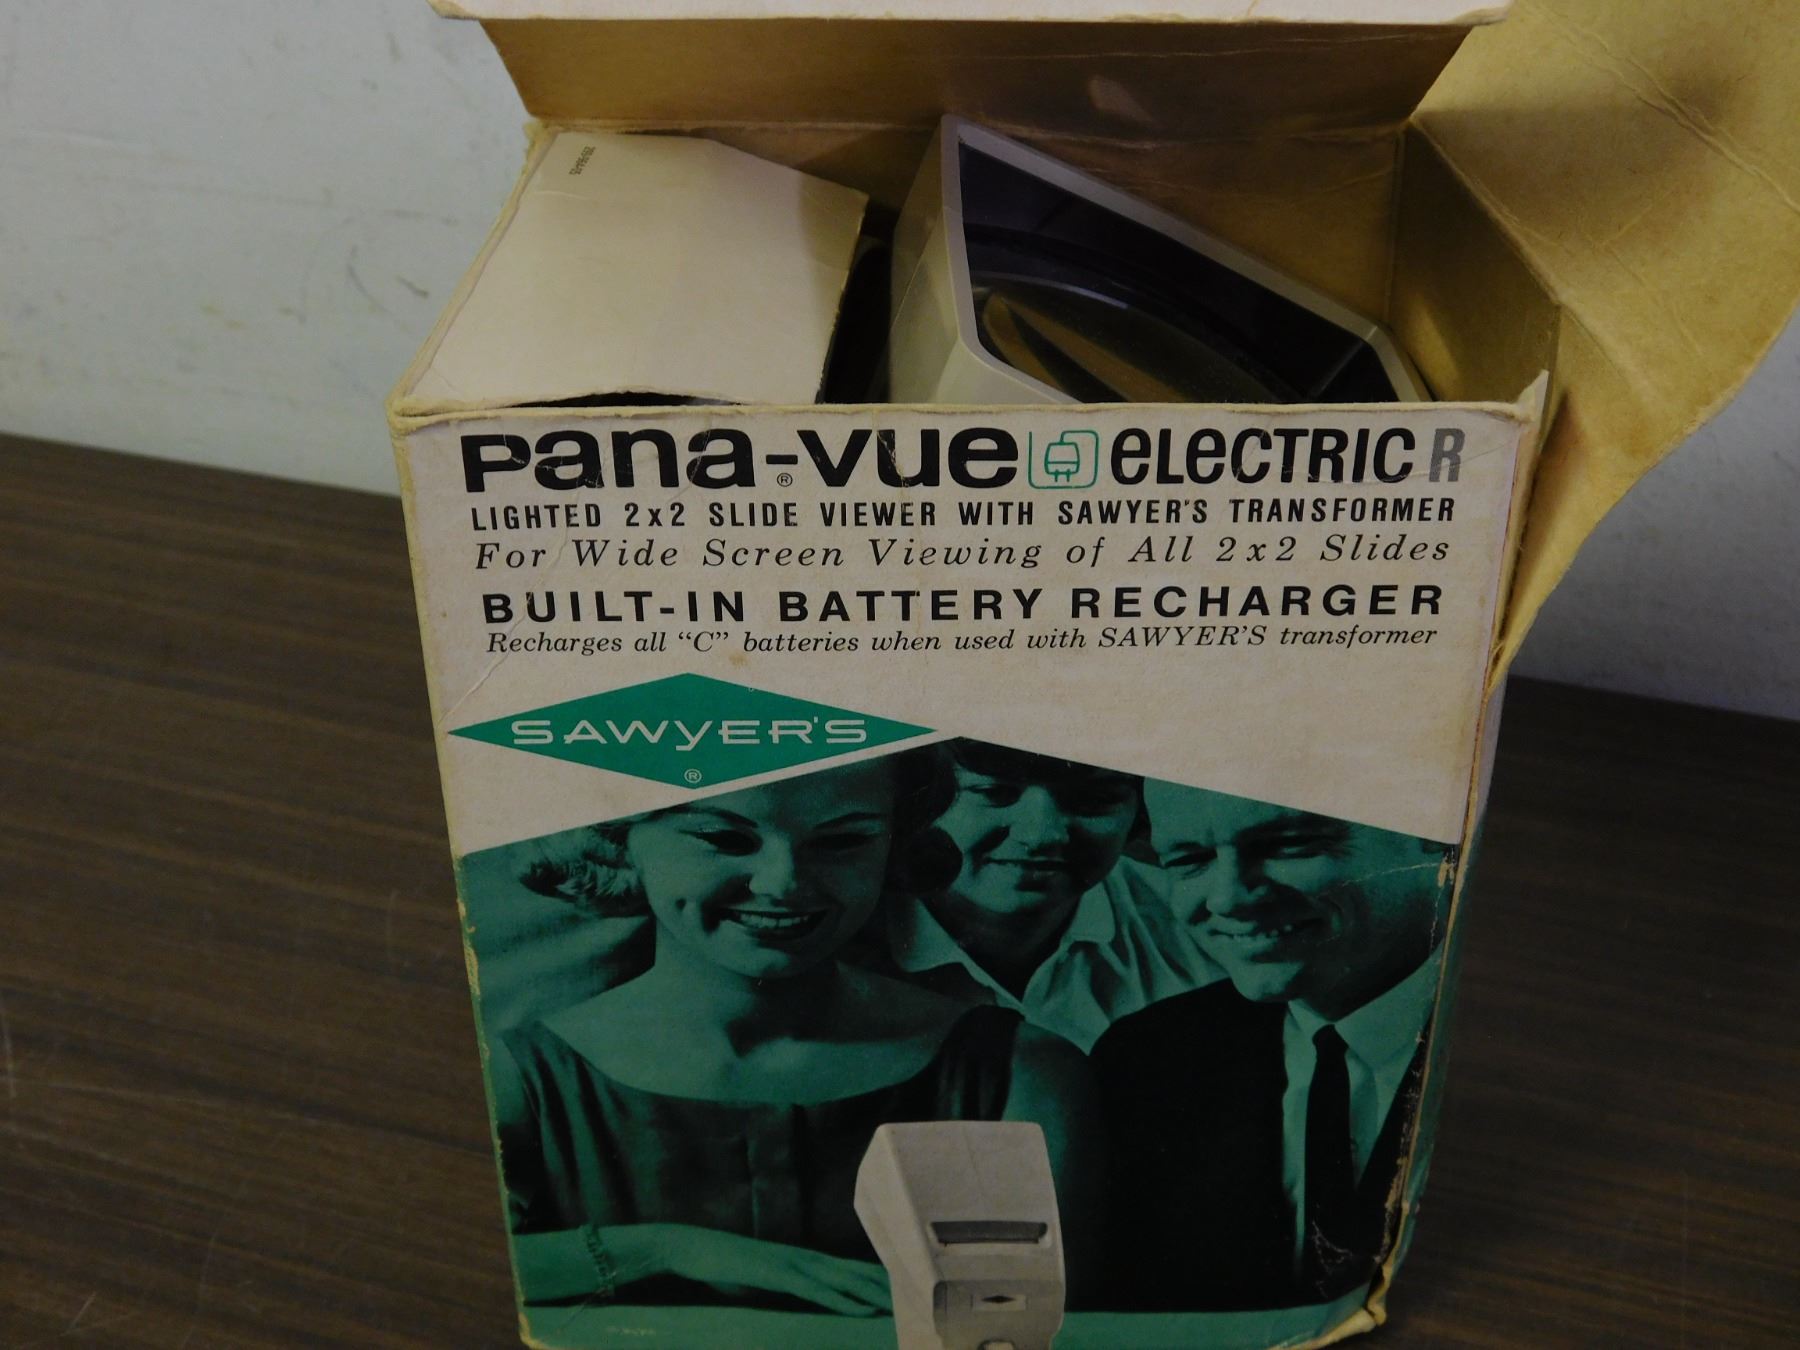 Pana-Vue® ELECTRIC R
LIGHTED 2x2 SLIDE VIEWER WITH SAWYER'S TRANSFORMER
For Wide Screen Viewing of All 2x2 Slides
BUILT-IN BATTERY RECHARGER
Recharges all “C” batteries when used with SAWYER'S transformer
SAWYER'S
®